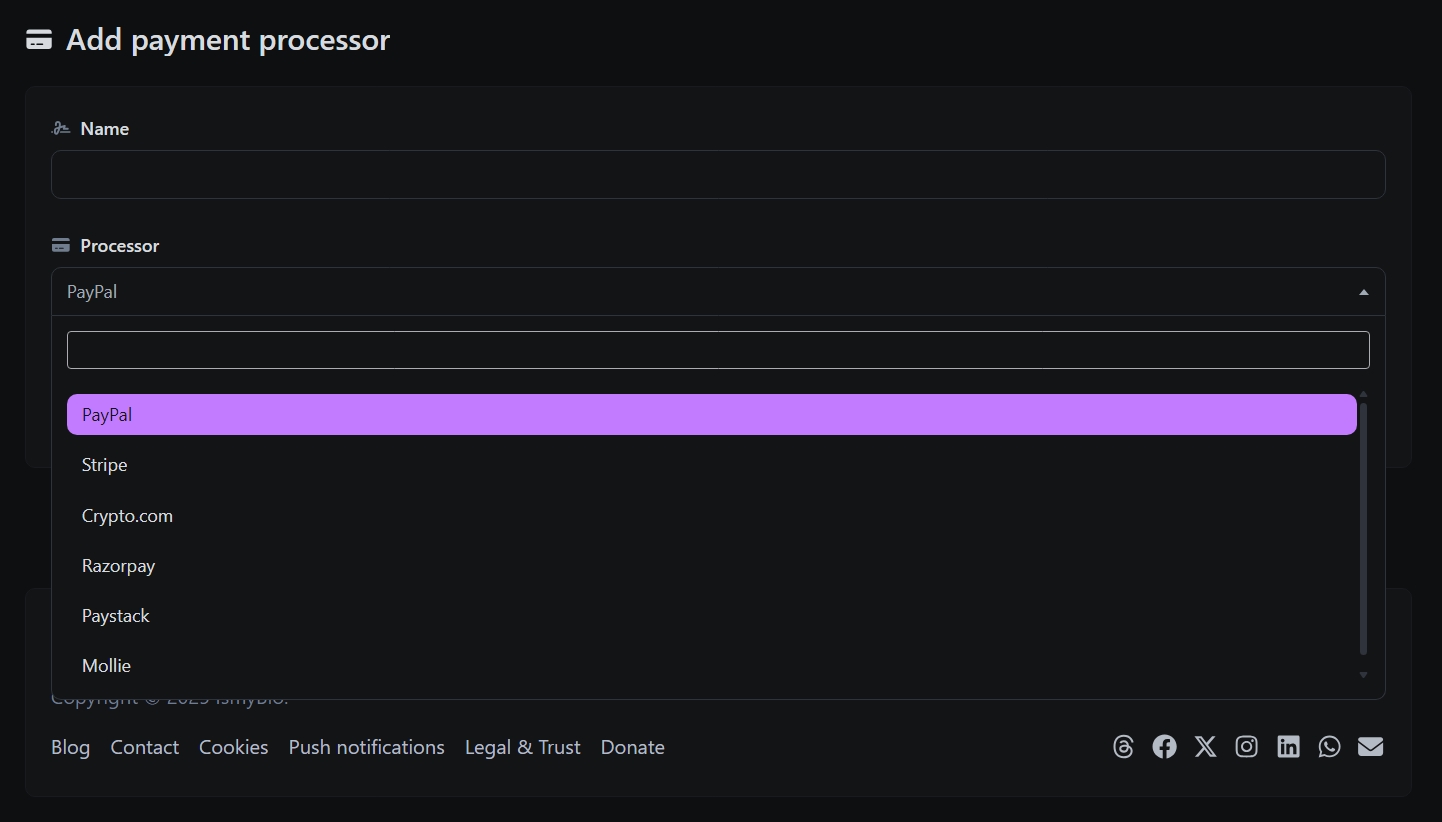 Add payment processor
Name
Processor
PayPal
PayPal
Stripe
Crypto.com
Razorpay
Paystack
Mollie
Copyright © 2025 ismybio.
Blog Contact Cookies Push notifications Legal & Trust Donate